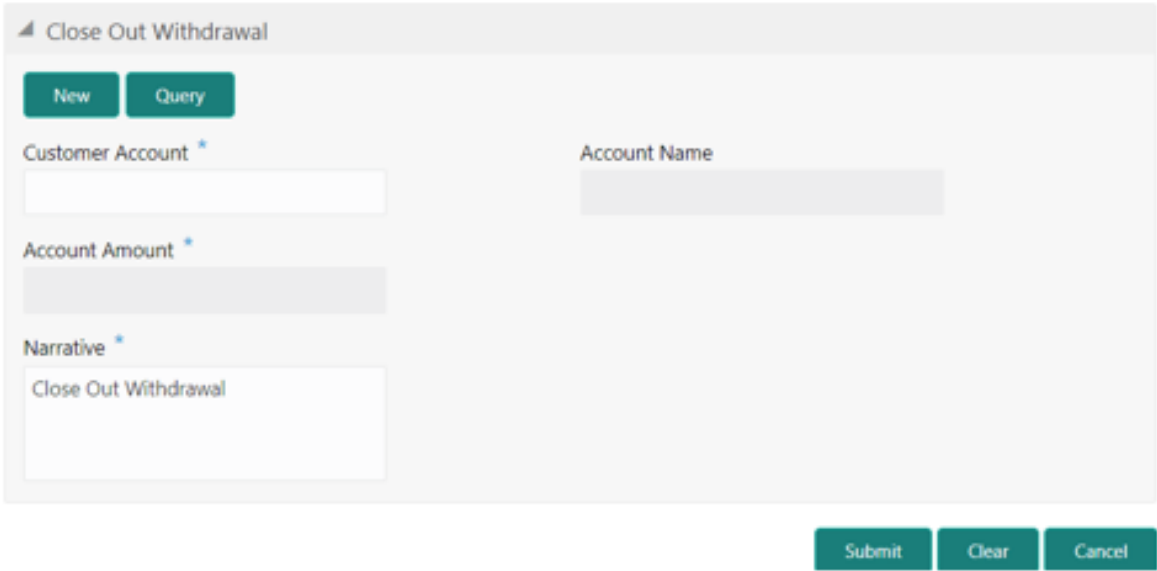 Close Out Withdrawal
New Query
Customer Account * Account Name
Account Amount *
Narrative *
Close Out Withdrawal
Submit Clear Cancel